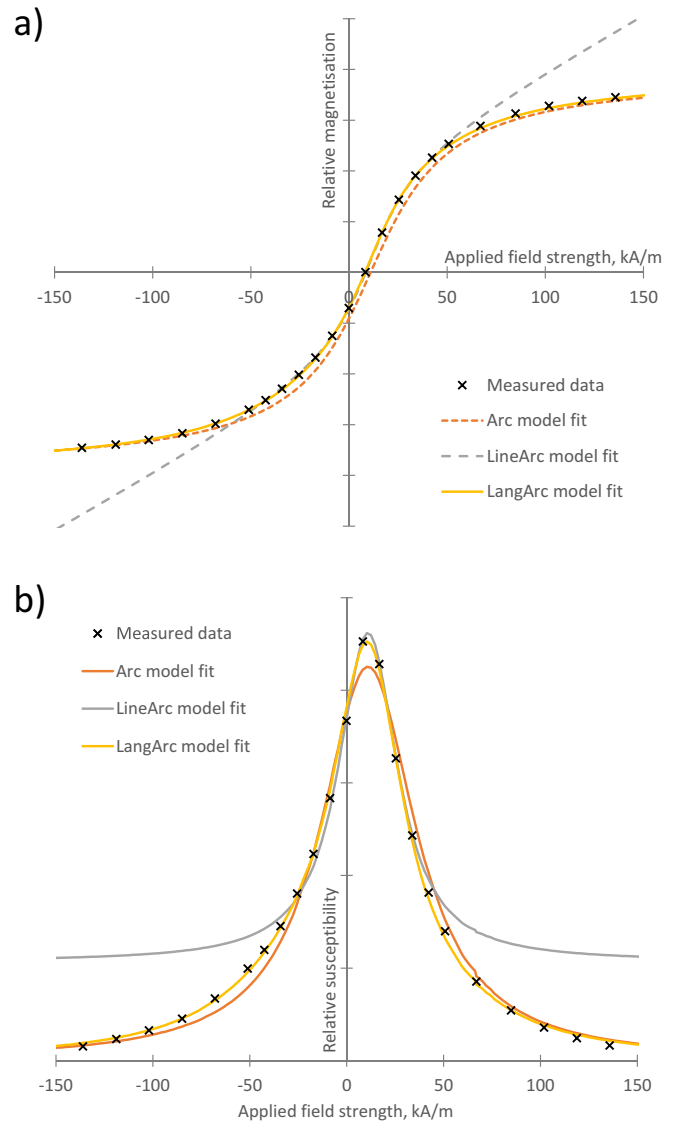 a)
Relative magnetisation
Applied field strength, kA/m
-150 -100 -50 0 50 100 150
Measured data
Arc model fit
LineArc model fit
LangArc model fit
b)
Measured data
Arc model fit
LineArc model fit
LangArc model fit
Relative susceptibility
-150 -100 -50 0 50 100 150
Applied field strength, kA/m